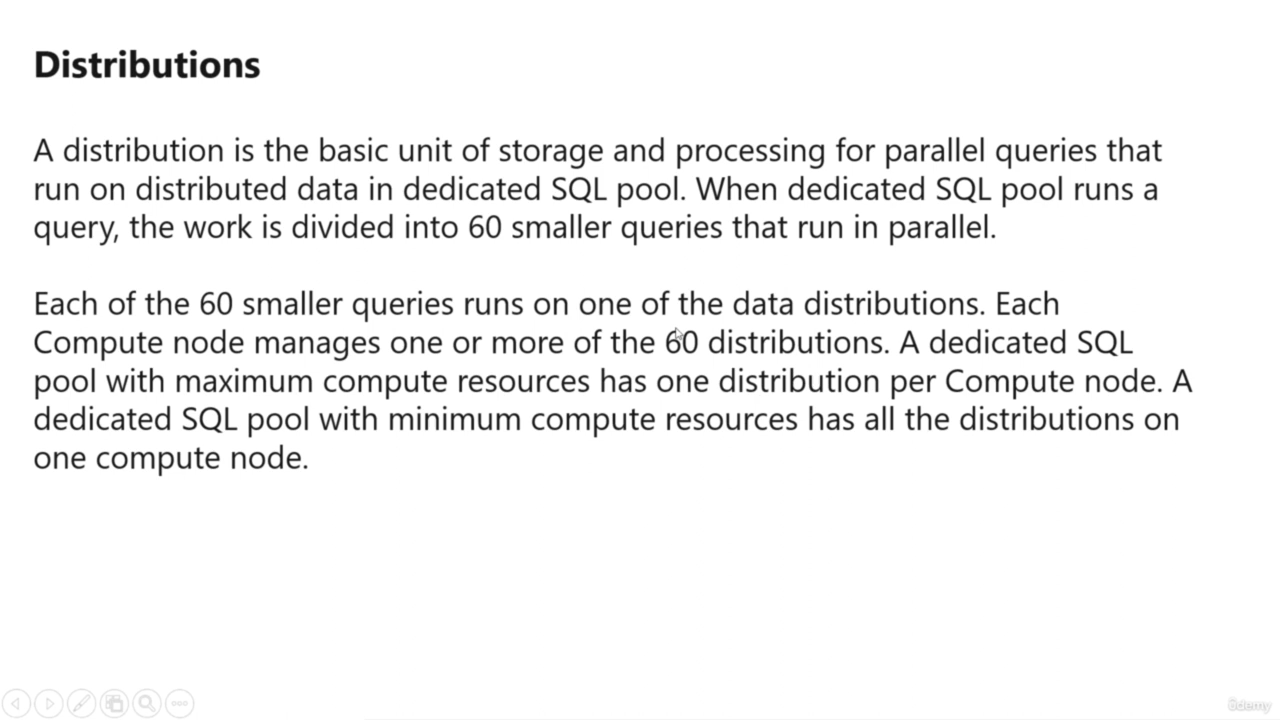 Distributions
A distribution is the basic unit of storage and processing for parallel queries that
run on distributed data in dedicated SQL pool. When dedicated SQL pool runs a
query, the work is divided into 60 smaller queries that run in parallel.
Each of the 60 smaller queries runs on one of the data distributions. Each
Compute node manages one or more of the 60 distributions. A dedicated SQL
pool with maximum compute resources has one distribution per Compute node. A
dedicated SQL pool with minimum compute resources has all the distributions on
one compute node.
ûdemy